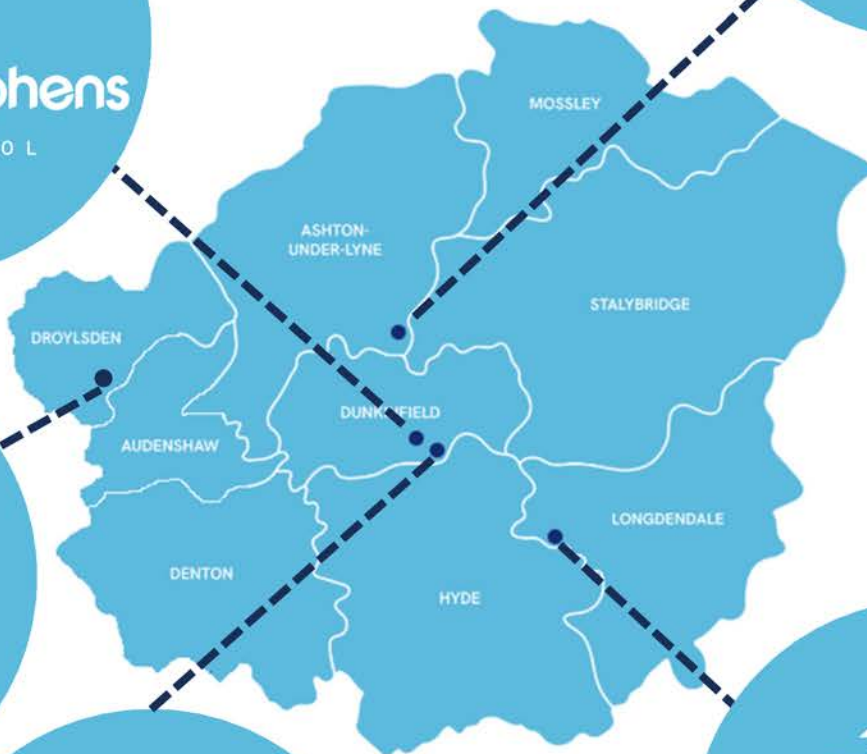 phens
O L
MOSSLEY
ASHTON-
UNDER-LYNE
STALYBRIDGE
DROYLSDEN
AUDENSHAW
LONGDENDALE
DENTON
HYDE